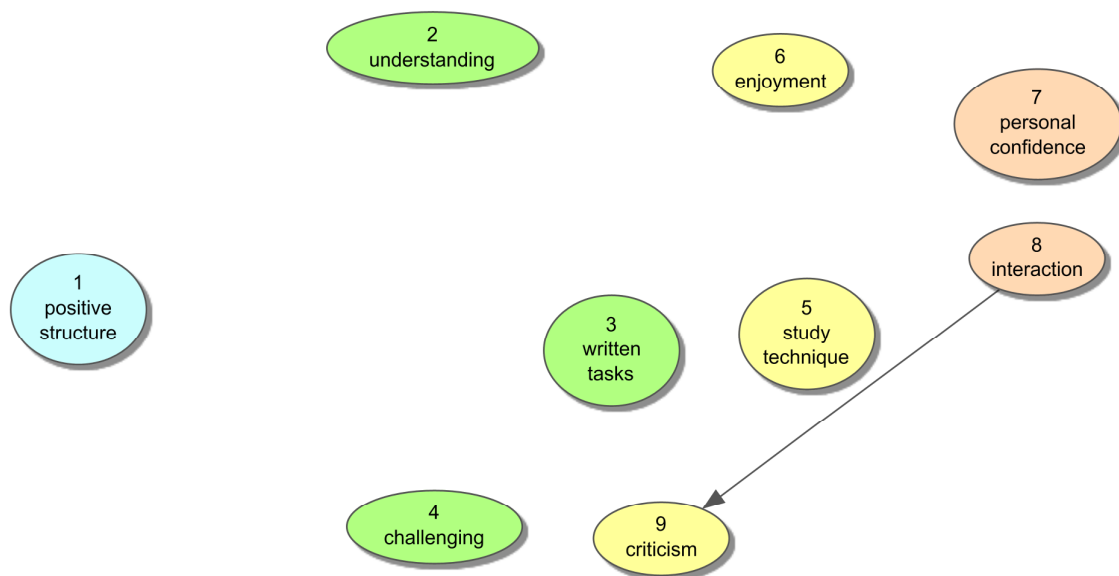 1
positive
structure
2
understanding
3
written
tasks
4
challenging
5
study
technique
6
enjoyment
7
personal
confidence
8
interaction
9
criticism